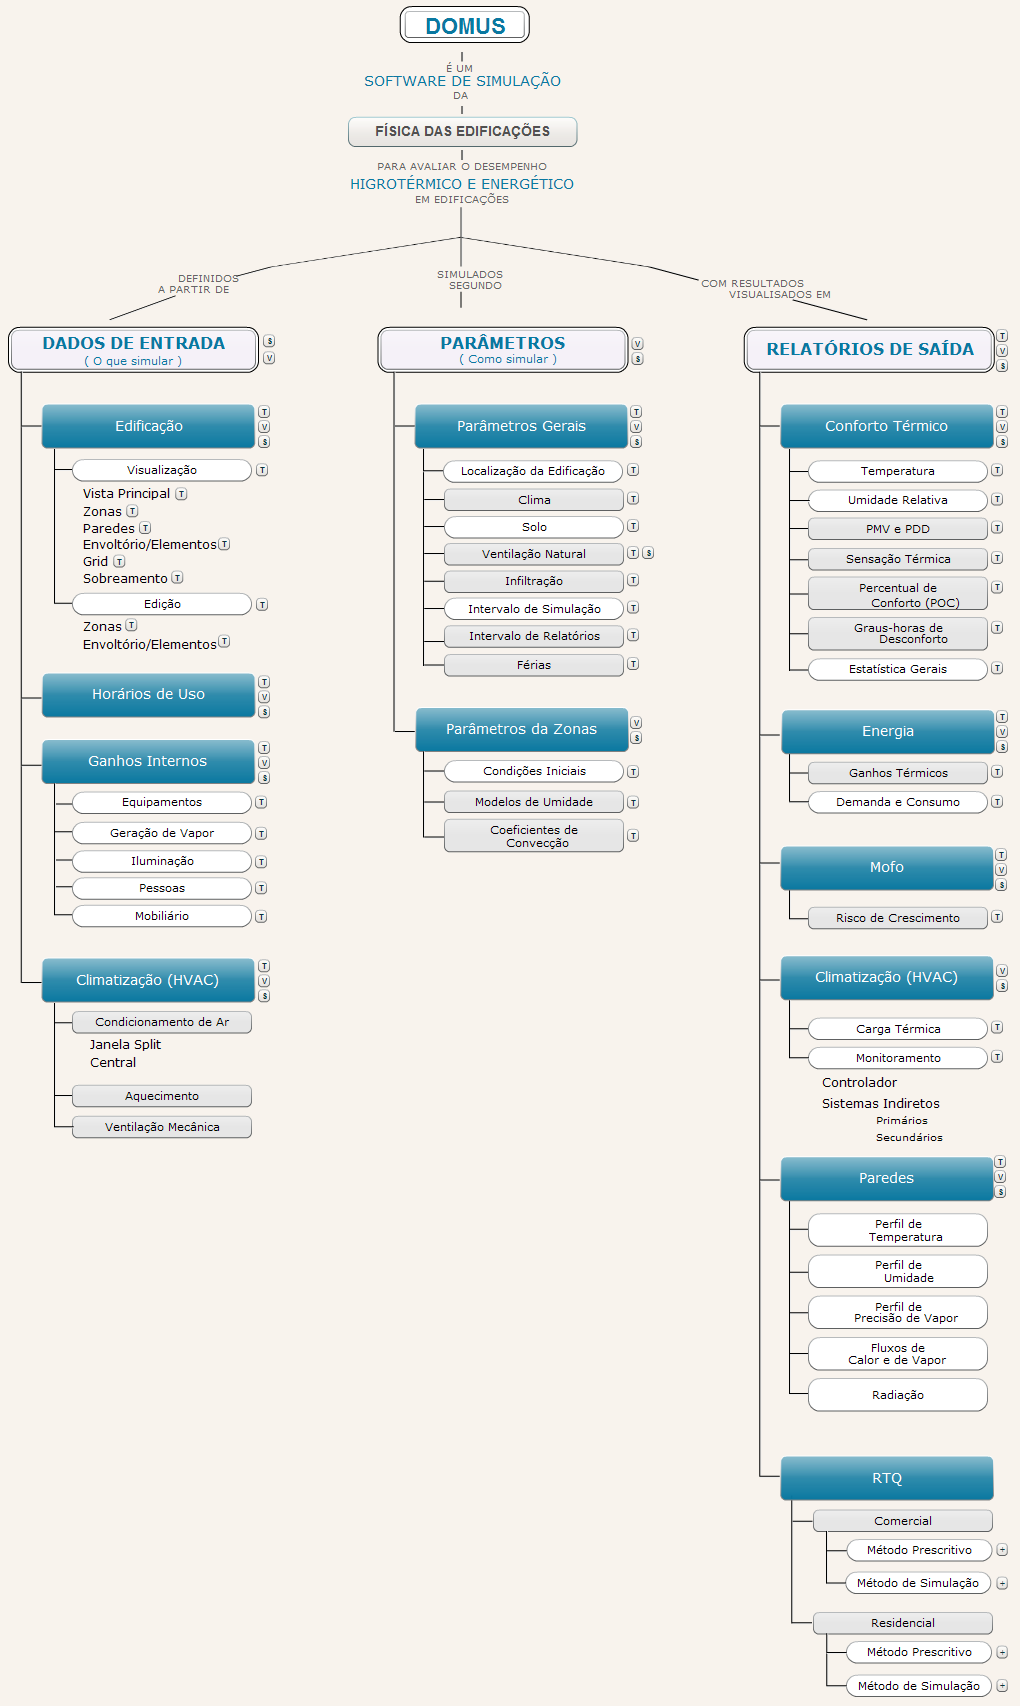 DOMUS
É UM
SOFTWARE DE SIMULAÇÃO
DA
FÍSICA DAS EDIFICAÇÕES
PARA AVALIAR O DESEMPENHO
HIGROTÉRMICO E ENERGÉTICO
EM EDIFICAÇÕES
DEFINIDOS
A PARTIR DE
SIMULADOS
SEGUNDO
COM RESULTADOS
VISUALISADOS EM
DADOS DE ENTRADA
( O que simular )
$
V
Edificação
T
V
$
Visualização T
Vista Principal T
Zonas T
Paredes T
Envoltório/Elementos T
Grid T
Sobreamento T
Edição T
Zonas T
Envoltório/Elementos T
Horários de Uso
T
V
$
Ganhos Internos
T
V
$
Equipamentos T
Geração de Vapor T
Iluminação T
Pessoas T
Mobiliário T
Climatização (HVAC)
T
V
$
Condicionamento de Ar
Janela Split
Central
Aquecimento
Ventilação Mecânica
PARÂMETROS
( Como simular )
V
$
Parâmetros Gerais
T
V
$
Localização da Edificação T
Clima T
Solo T
Ventilação Natural T $
Infiltração T
Intervalo de Simulação T
Intervalo de Relatórios T
Férias T
Parâmetros da Zonas
V
$
Condições Iniciais T
Modelos de Umidade T
Coeficientes de
Convecção
T
RELATÓRIOS DE SAÍDA
T
V
$
Conforto Térmico
T
V
$
Temperatura T
Umidade Relativa T
PMV e PDD T
Sensação Térmica T
Percentual de
Conforto (POC)
T
Graus-horas de
Desconforto
T
Estatística Gerais T
Energia
T
V
$
Ganhos Térmicos T
Demanda e Consumo T
Mofo
T
V
$
Risco de Crescimento T
Climatização (HVAC)
V
$
Carga Térmica T
Monitoramento T
Controlador
Sistemas Indiretos
Primários
Secundários
Paredes
T
V
$
Perfil de
Temperatura
Perfil de
Umidade
Perfil de
Precisão de Vapor
Fluxos de
Calor e de Vapor
Radiação
RTQ
Comercial
Método Prescritivo +
Método de Simulação +
Residencial
Método Prescritivo +
Método de Simulação +